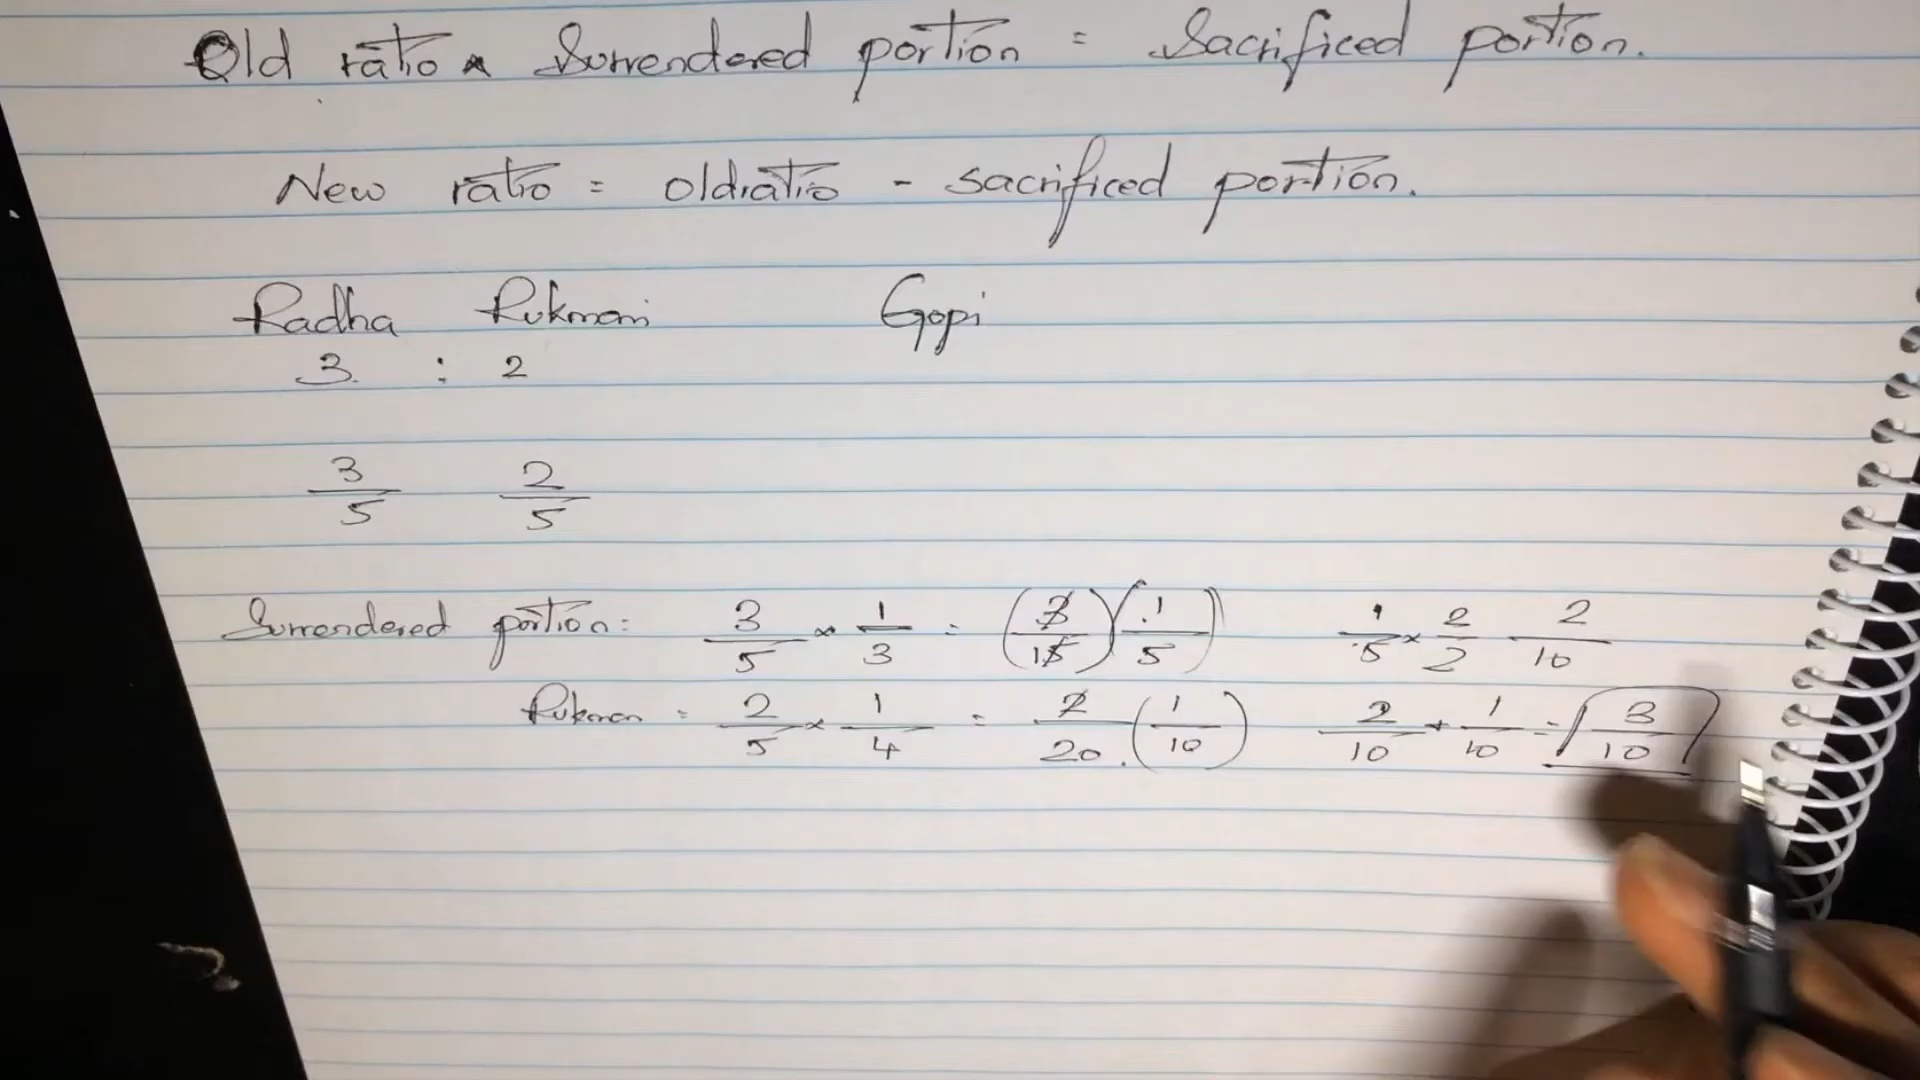 Old ratio x Surrendered portion = Sacrificed portion.
New ratio = old ratio - sacrificed portion.
Radha Rukmani Gopi
3 : 2
3/5 2/5
Surrendered portion: 3/5 x 1/3 = (3/15)(1/5) 1/5 x 2/2 2/10
Rukman = 2/5 x 1/4 = 2/20 (1/10) 2/10 + 1/10 = 3/10